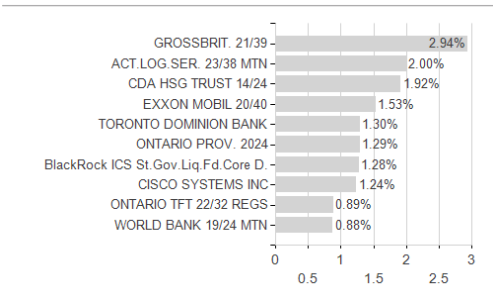 GROSSBRIT. 21/39 2.94%
ACT.LOG.SER. 23/38 MTN 2.00%
CDA HSG TRUST 14/24 1.92%
EXXON MOBIL 20/40 1.53%
TORONTO DOMINION BANK 1.30%
ONTARIO PROV. 2024 1.29%
BlackRock ICS St.Gov.Liq.Fd.Core D. 1.28%
CISCO SYSTEMS INC 1.24%
ONTARIO TFT 22/32 REGS 0.89%
WORLD BANK 19/24 MTN 0.88%
0 1 2 3
0.5 1.5 2.5